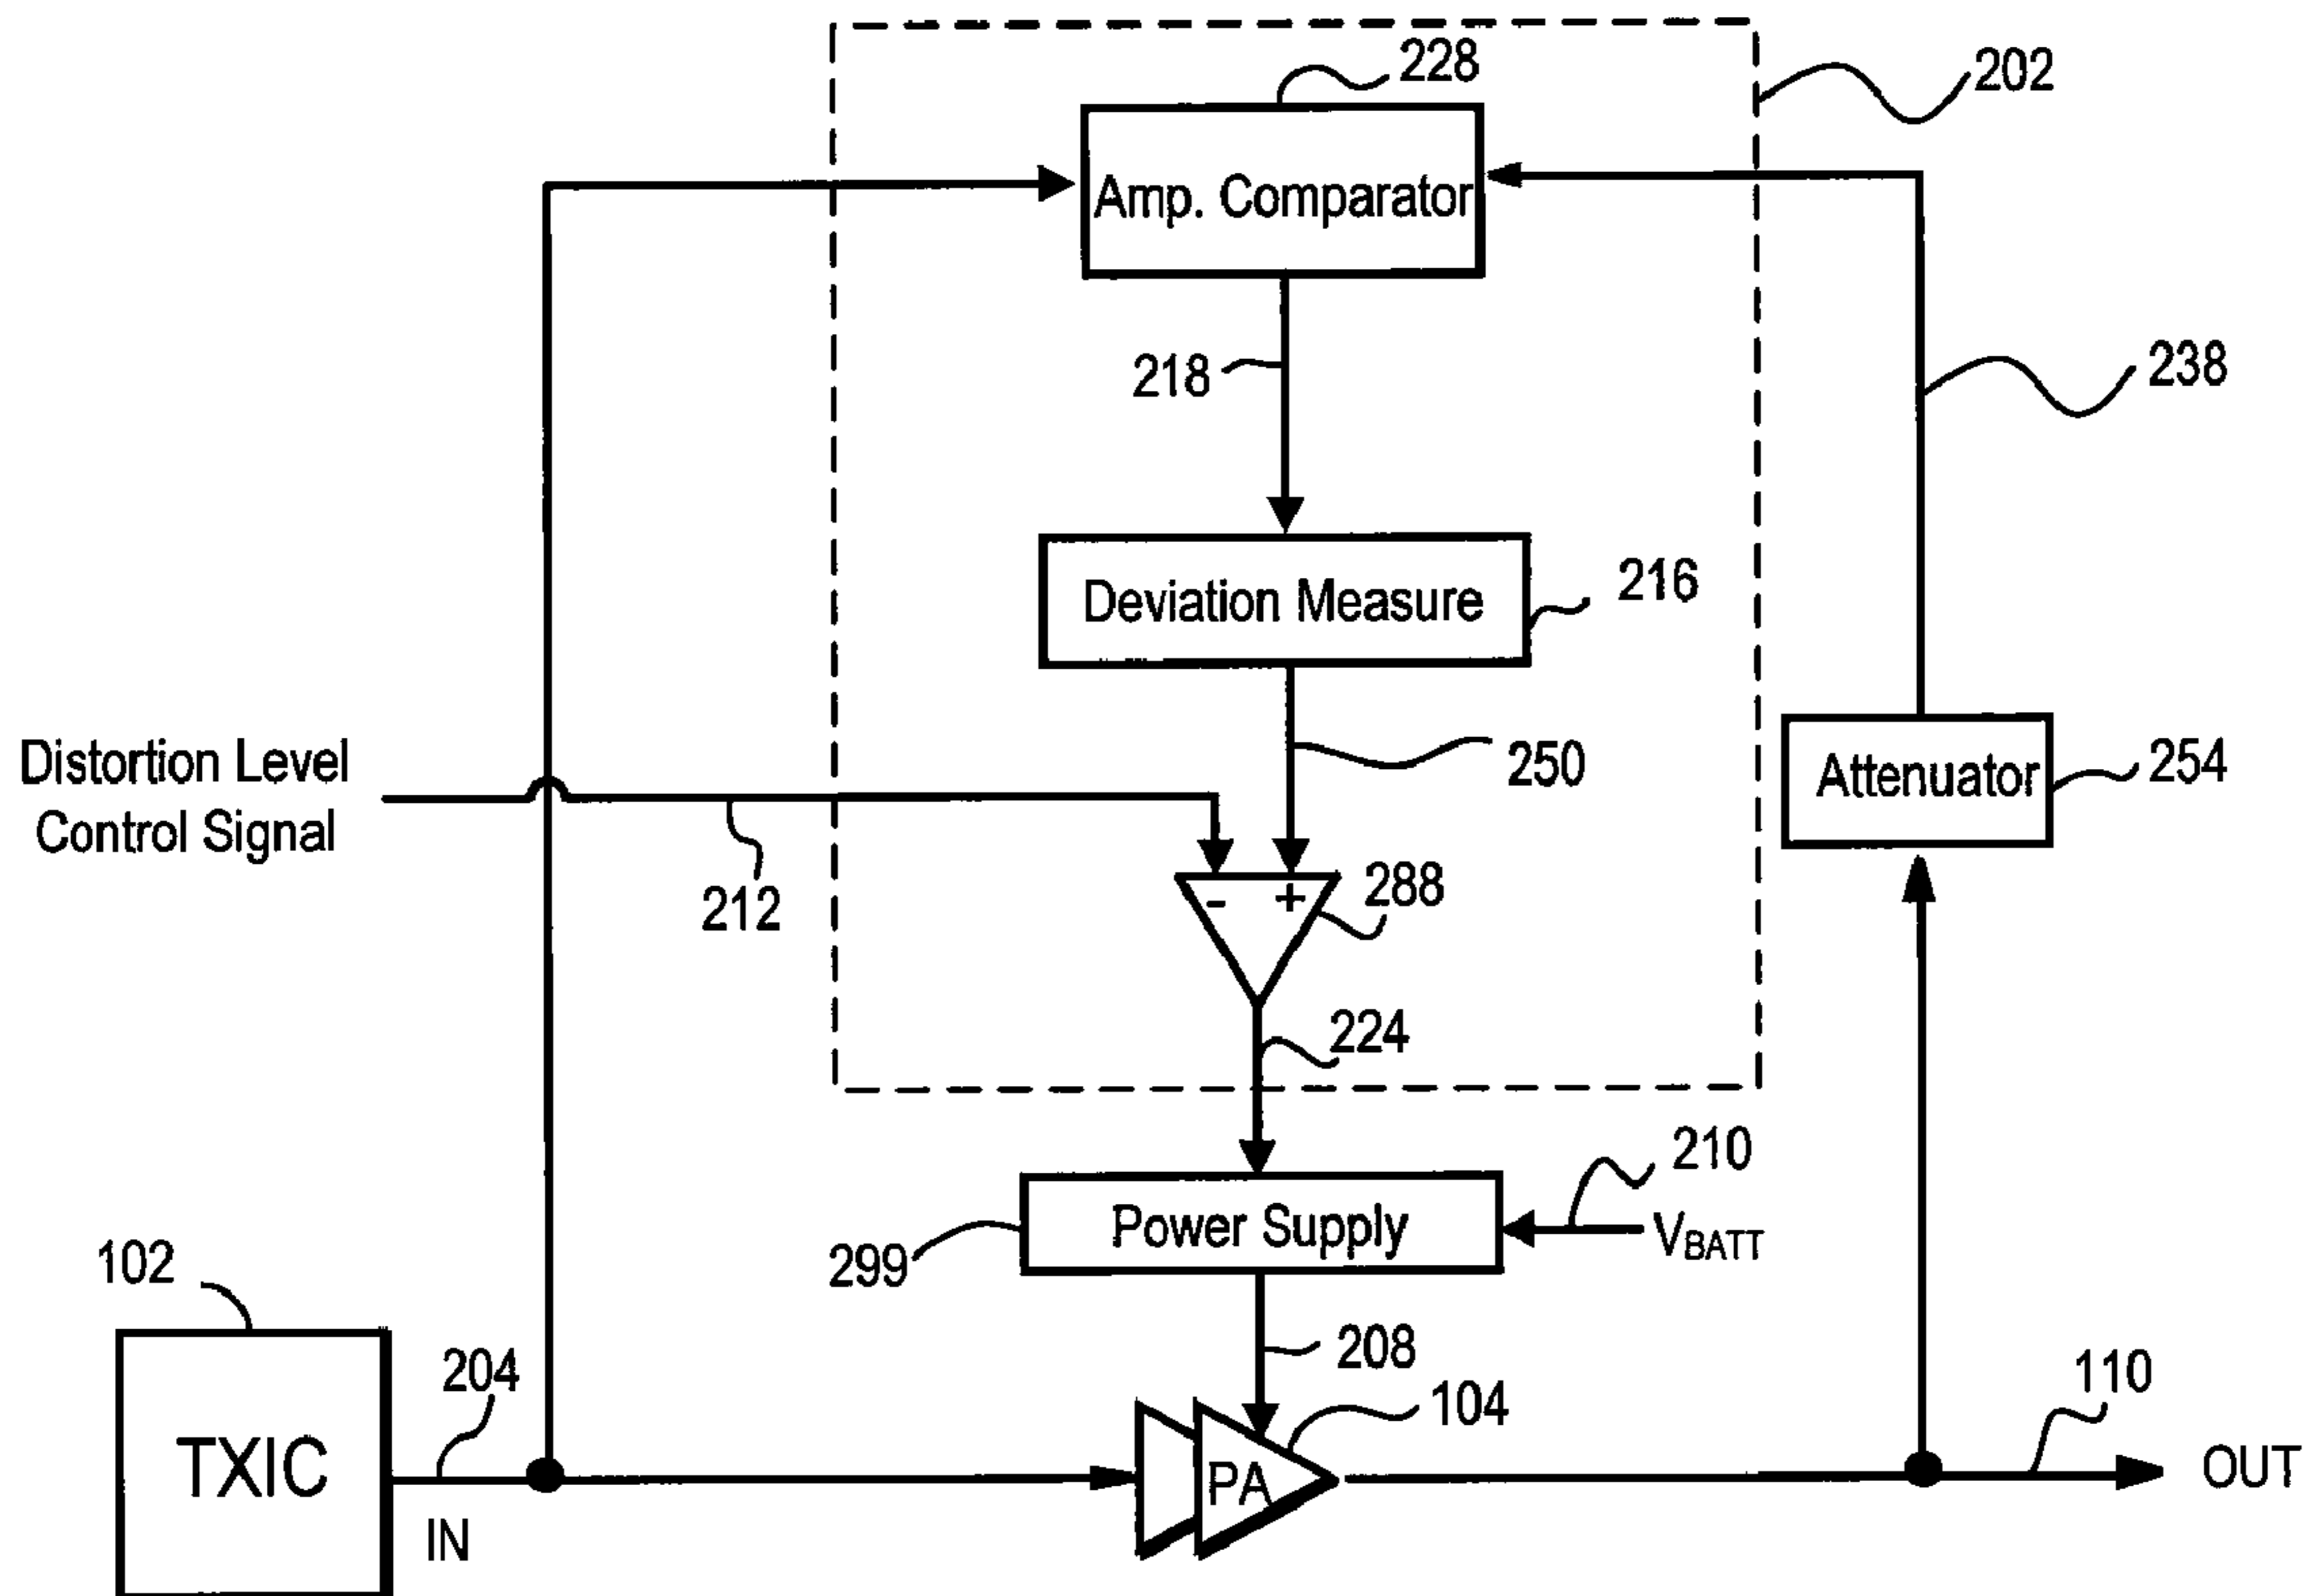 228
202
Amp. Comparator
218
238
Deviation Measure
216
Distortion Level
Control Signal
250
Attenuator
254
212
- +
288
224
210
Power Supply
VBATT
299
102
208
204
104
110
TXIC
PA
OUT
IN